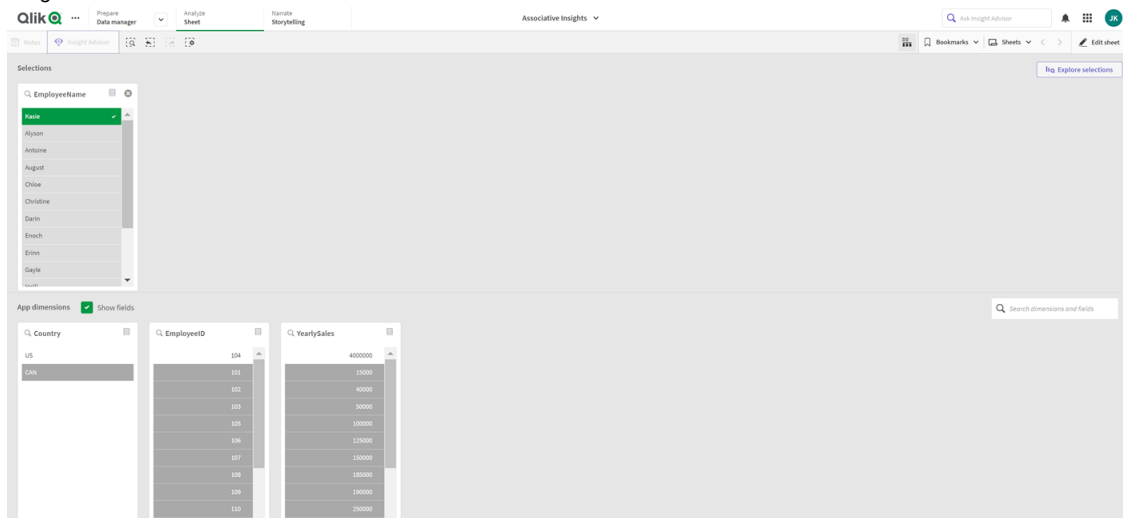 Qlik
Prepare
Data manager
Analyze
Sheet
Narrate
Storytelling
Associative Insights
Ask Insight Advisor
JK
Notes
Insight Advisor
Bookmarks
Sheets
Edit sheet
Selections
Explore selections
EmployeeName
Kasie
Alyson
Antoine
August
Chloe
Christine
Darin
Enoch
Erinn
Gayle
App dimensions
Show fields
Search dimensions and fields
Country
US
CAN
EmployeeID
104
101
102
103
105
106
107
108
109
110
YearlySales
4000000
15000
40000
50000
100000
125000
150000
185000
190000
250000